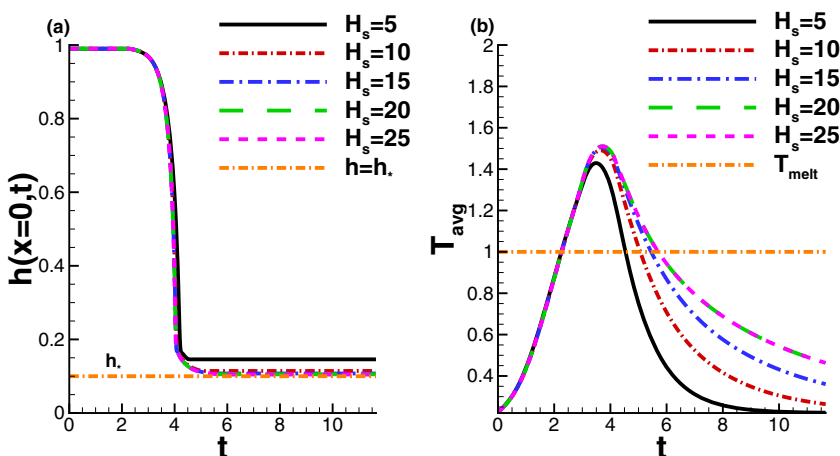 (a)
H_s=5
H_s=10
H_s=15
H_s=20
H_s=25
h=h_*
h(x=0,t)
1
0.8
0.6
0.4
0.2
0
h_*
0 2 4 6 8 10
t
(b)
H_s=5
H_s=10
H_s=15
H_s=20
H_s=25
T_melt
T_avg
2
1.8
1.6
1.4
1.2
1
0.8
0.6
0.4
0 2 4 6 8 10
t